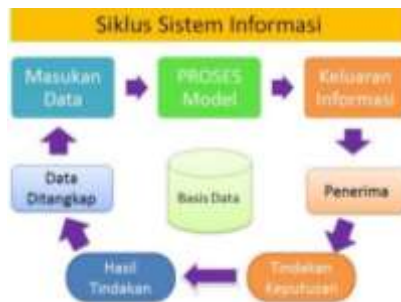 Siklus Sistem Informasi
Masukan
Data
PROSES
Model
Keluaran
Informasi
Data
Ditangkap
Basis Data
Penerima
Hasil
Tindakan
Tindakan
Keputusan